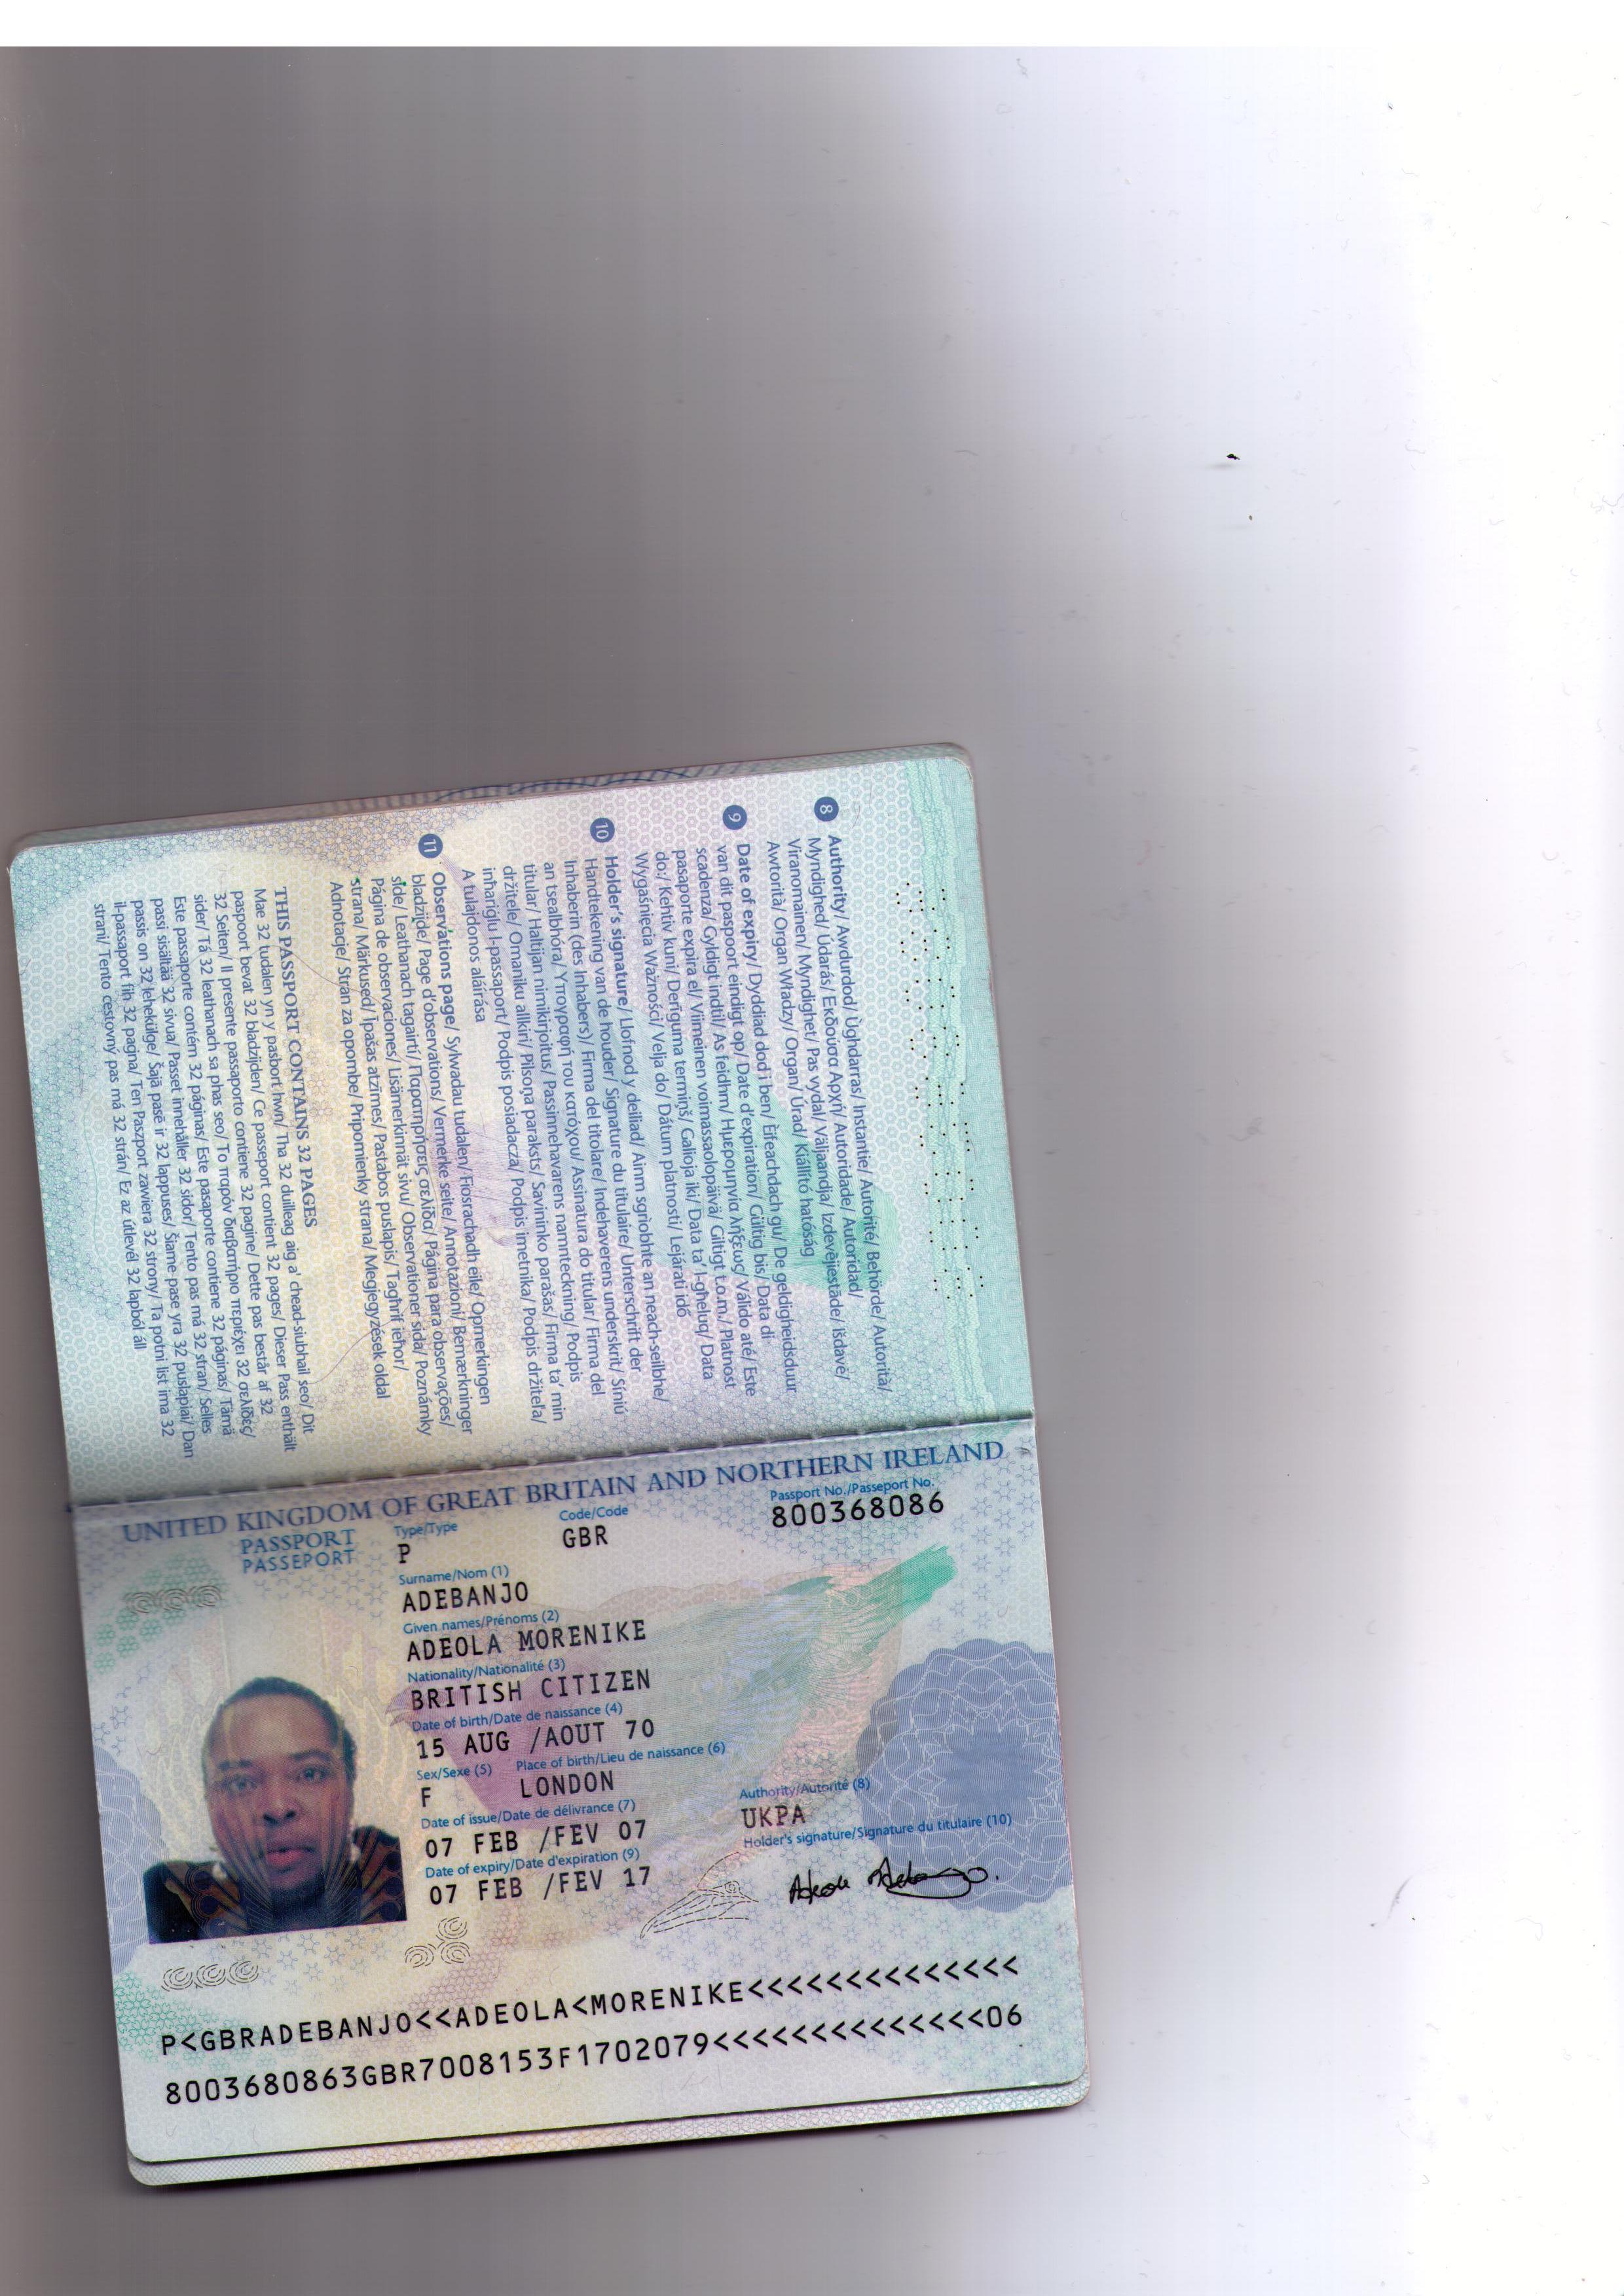 8 Authority/ Awdurdod/ Ùghdarras/ Instantie/ Autorité/ Behörde/ Autorità/
Myndighed/ Údarás/ Εκδούσα Αρχή/ Autoridade/ Autoridad/
Viranomainen/ Myndighet/ Pas vydal/ Väljaandja/ Izdevējiestāde/ Išdavė/
Awtorità/ Organ Władzy/ Organ/ Úrad/ Kiállító hatóság
9 Date of expiry/ Dyddiad dod i ben/ Èifeachdach gu/ De geldigheidsduur
van dit paspoort eindigt op/ Date d'expiration/ Gültig bis/ Data di
scadenza/ Gyldigt indtil/ As feidhm/ Ημερομηνία λήξεως/ Válido até/ Este
pasaporte expira el/ Viimeinen voimassaolopäivä/ Giltigt t.o.m./ Platnost
do:/ Kehtiv kuni/ Derīguma termiņš/ Galioja iki/ Data ta' l-għeluq/ Data
Wygaśnięcia Ważności/ Velja do/ Dátum platnosti/ Lejárati idő
10 Holder's signature/ Llofnod y deiliad/ Ainm sgrìobhte an neach-seilbhe/
Handtekening van de houder/ Signature du titulaire/ Unterschrift der
Inhaberin (des Inhabers)/ Firma del titolare/ Indehaverens underskrift/ Síniú
an tsealbhóra/ Υπογραφή του κατόχου/ Assinatura do titular/ Firma del
titular/ Haltijan nimikirjoitus/ Passinnehavarens namnteckning/ Podpis
držitele/ Omaniku allkiri/ Pilsoņa paraksts/ Savininko parašas/ Firma ta' min
inħariġlu l-passaport/ Podpis posiadacza/ Podpis imetnika/ Podpis držiteľa/
A tulajdonos aláírása
11 Observations page/ Sylwadau tudalen/ Fiosrachadh eile/ Opmerkingen
bladzijde/ Page d'observations/ Vermerke seite/ Annotazioni/ Bemærkninger
side/ Leathanach tagairtí/ Παρατηρήσεις σελίδα/ Página para observações/
Página de observaciones/ Lisämerkinnät sivu/ Observationer sida/ Poznámky
strana/ Märkused/ Īpašas atzīmes/ Pastabos puslapis/ Tagħrif ieħor/
Adnotacje/ Stran za opombe/ Pripomienky strana/ Megjegyzések oldal
THIS PASSPORT CONTAINS 32 PAGES
Mae 32 tudalen yn y pasbort hwn/ Tha 32 duilleag aig a' chead-siubhail seo/ Dit
paspoort bevat 32 bladzijden/ Ce passeport contient 32 pages/ Dieser Pass enthält
32 Seiten/ Il presente passaporto contiene 32 pagine/ Dette pas består af 32
sider/ Tá 32 leathanach sa phas seo/ Το παρόν διαβατήριο περιέχει 32 σελίδες/
Este passaporte contém 32 páginas/ Este pasaporte contiene 32 páginas/ Tämä
passi sisältää 32 sivua/ Passet innehåller 32 sidor/ Tento pas má 32 stran/ Selles
passis on 32 lehekülge/ Šajā pasē ir 32 lappuses/ Šiame pase yra 32 puslapiai/ Dan
il-passaport fih 32 paġna/ Ten Paszport zawiera 32 strony/ Ta potni list ima 32
strani/ Tento cestovný pas má 32 strán/ Ez az útlevél 32 lapból áll
UNITED KINGDOM OF GREAT BRITAIN AND NORTHERN IRELAND
PASSPORT
PASSEPORT
Type/Type Code/Code Passport No./Passeport No.
P GBR 800368086
Surname/Nom (1)
ADEBANJO
Given names/Prénoms (2)
ADEOLA MORENIKE
Nationality/Nationalité (3)
BRITISH CITIZEN
Date of birth/Date de naissance (4)
15 AUG /AOUT 70
Sex/Sexe (5) Place of birth/Lieu de naissance (6)
F LONDON
Date of issue/Date de délivrance (7) Authority/Autorité (8)
07 FEB /FEV 07 UKPA
Date of expiry/Date d'expiration (9) Holder's signature/Signature du titulaire (10)
07 FEB /FEV 17 Adeola Adebanjo.
P<GBRADEBANJO<<ADEOLA<MORENIKE<<<<<<<<<<<<<<
8003680863GBR7008153F1702079<<<<<<<<<<<<<<06